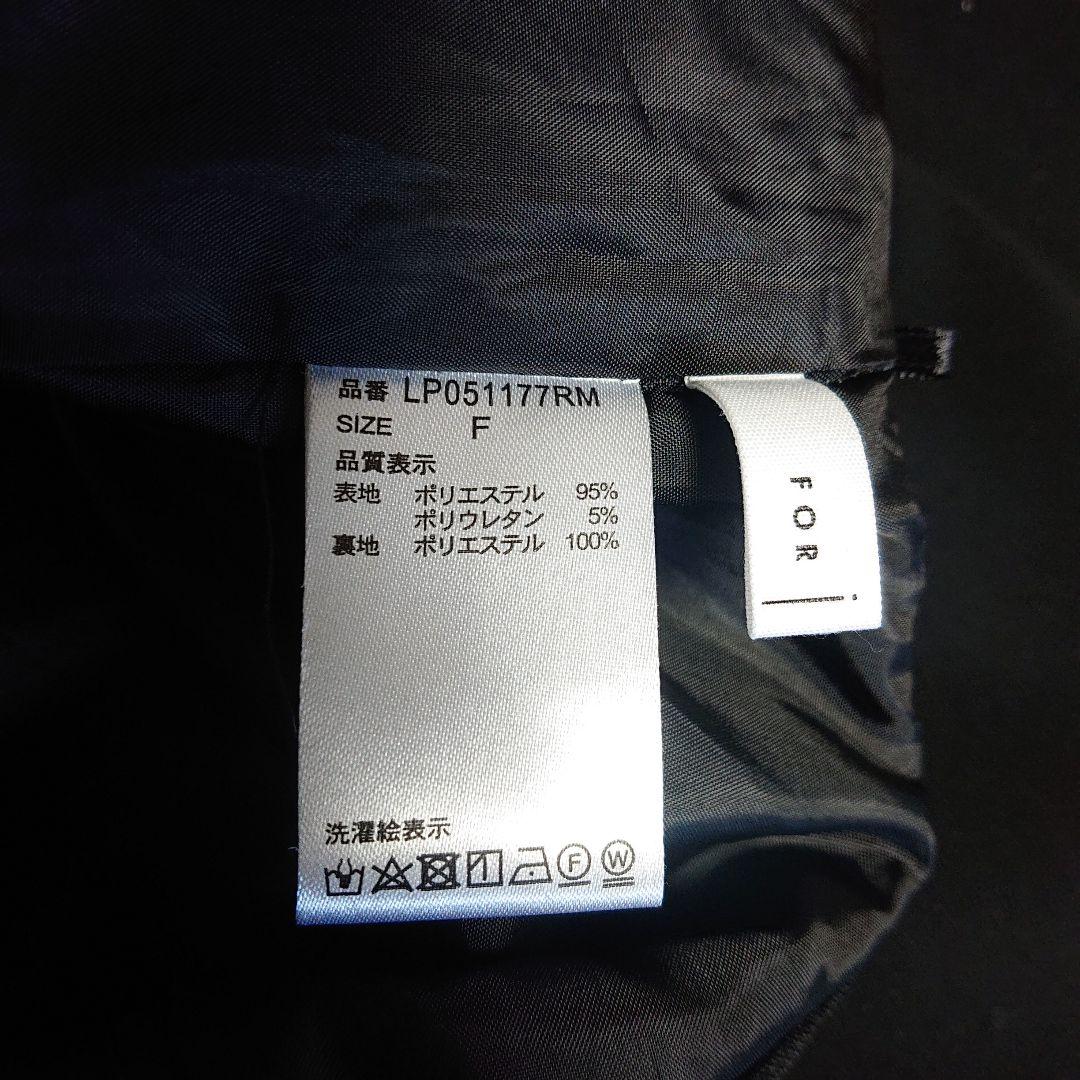 品番 LP051177RM
SIZE F
品質表示
表地 ポリエステル 95%
ポリウレタン 5%
裏地 ポリエステル 100%
洗濯絵表示
F W
FOR